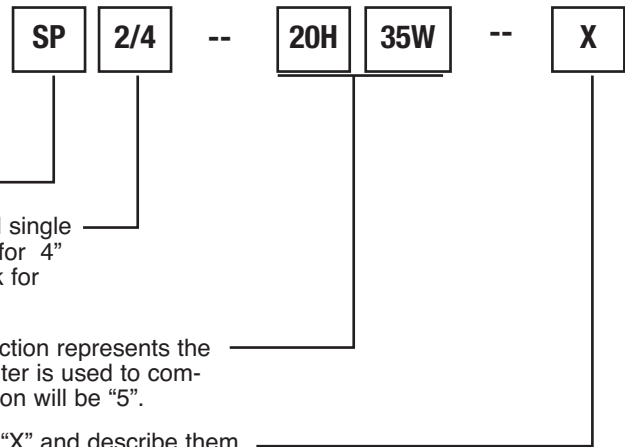 SP 2/4 -- 20H 35W -- X
single
for 4”
for
ction represents the
ter is used to com-
on will be “5”.
“X” and describe them